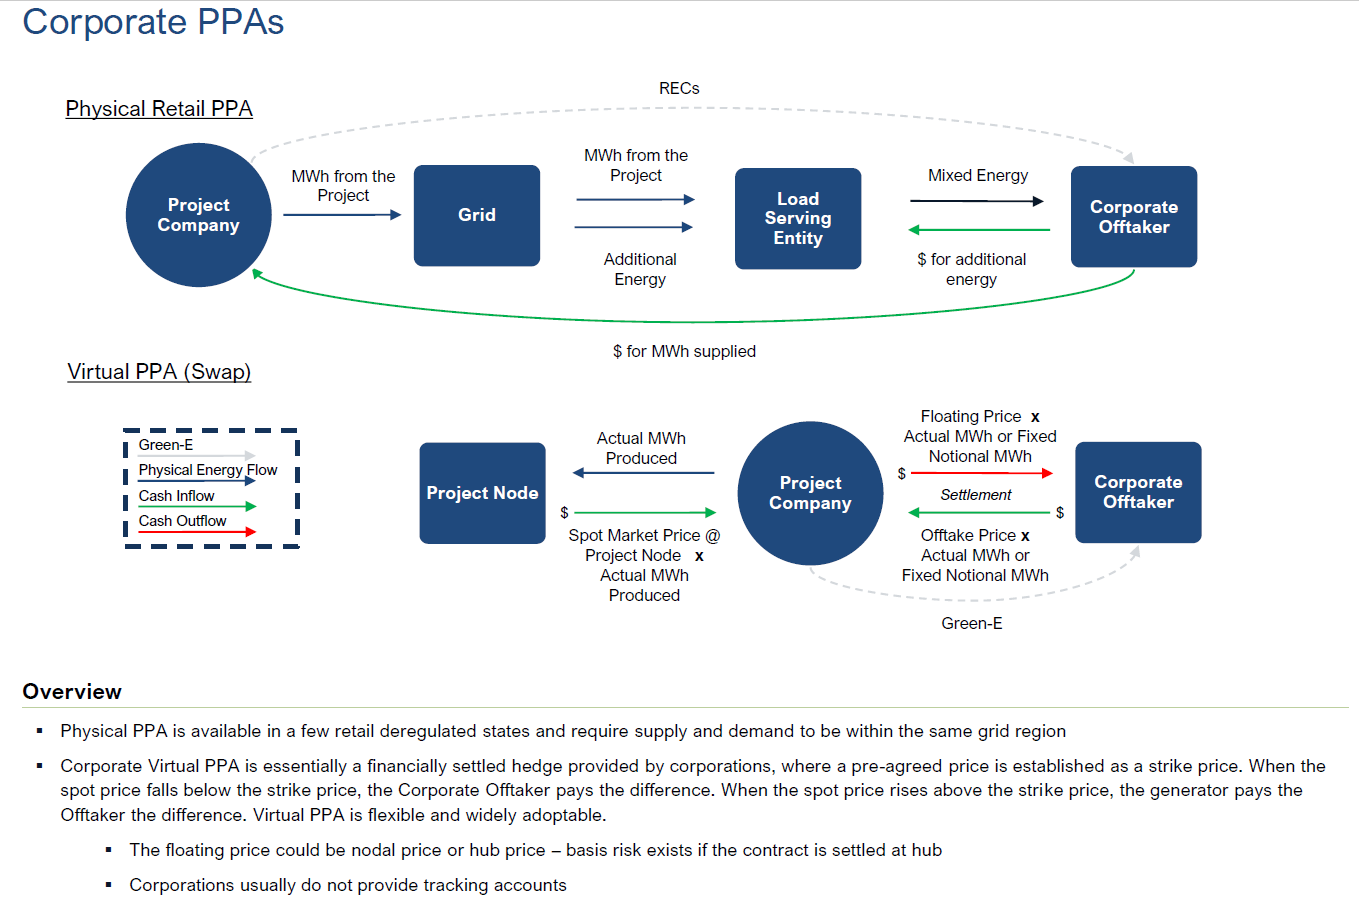 Corporate PPAs
RECs
Physical Retail PPA
MWh from the
Project
MWh from the
Project
Mixed Energy
Project
Company
Grid
Load
Serving
Entity
Corporate
Offtaker
Additional
Energy
$ for additional
energy
$ for MWh supplied
Virtual PPA (Swap)
Green-E
Physical Energy Flow
Cash Inflow
Cash Outflow
Project Node
Actual MWh
Produced
$
Spot Market Price @
Project Node x
Actual MWh
Produced
Project
Company
Floating Price x
Actual MWh or Fixed
Notional MWh
$
Settlement
$
Offtake Price x
Actual MWh or
Fixed Notional MWh
Corporate
Offtaker
Green-E
Overview
▪ Physical PPA is available in a few retail deregulated states and require supply and demand to be within the same grid region
▪ Corporate Virtual PPA is essentially a financially settled hedge provided by corporations, where a pre-agreed price is established as a strike price. When the
spot price falls below the strike price, the Corporate Offtaker pays the difference. When the spot price rises above the strike price, the generator pays the
Offtaker the difference. Virtual PPA is flexible and widely adoptable.
▪ The floating price could be nodal price or hub price – basis risk exists if the contract is settled at hub
▪ Corporations usually do not provide tracking accounts